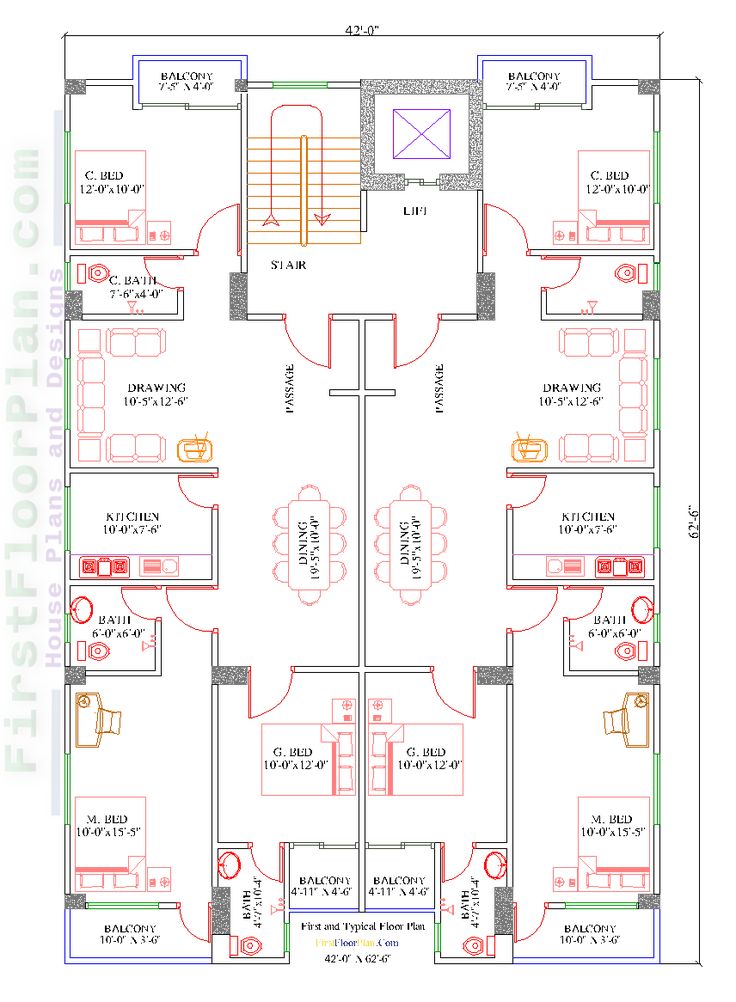 42'-0"
BALCONY
7'-5" X 4'-0"
BALCONY
7'-5" X 4'-0"
C. BED
12'-0"x10'-0"
C. BED
12'-0"x10'-0"
LIFT
STAIR
C. BATH
7'-6"x4'-0"
DRAWING
10'-5"x12'-6"
PASSAGE
PASSAGE
DRAWING
10'-5"x12'-6"
KITCHEN
10'-0"x7'-6"
DINING
19'-5"x10'-0"
DINING
19'-5"x10'-0"
KITCHEN
10'-0"x7'-6"
62'-6"
BATH
6'-0"x6'-0"
BATH
6'-0"x6'-0"
G. BED
10'-0"x12'-0"
G. BED
10'-0"x12'-0"
M. BED
10'-0"x15'-5"
M. BED
10'-0"x15'-5"
BATH
4'-7"x10'-4"
BALCONY
4'-11" X 4'-6"
BALCONY
4'-11" X 4'-6"
BATH
4'-7"x10'-4"
BALCONY
10'-0" X 3'-6"
BALCONY
10'-0" X 3'-6"
First and Typical Floor Plan
FirstFloorPlan.Com
42'-0" X 62'-6"
FirstFloorPlan.com
House Plans and Designs